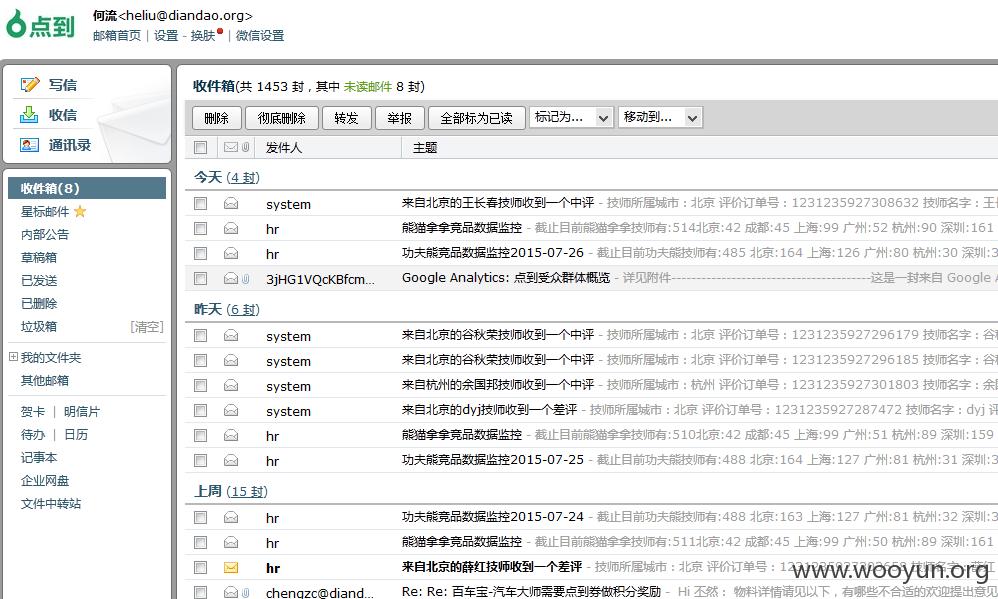 点到
何流<heliu@diandao.org>
邮箱首页 | 设置 - 换肤 | 微信设置
写信
收信
通讯录
收件箱(8)
星标邮件
内部公告
草稿箱
已发送
已删除
垃圾箱 [清空]
我的文件夹
其他邮箱
贺卡 | 明信片
待办 | 日历
记事本
企业网盘
文件中转站
收件箱(共 1453 封，其中 未读邮件 8 封)
删除 彻底删除 转发 举报 全部标为已读 标记为... 移动到...
发件人 主题
今天 (4 封)
system 来自北京的王长春技师收到一个中评 - 技师所属城市：北京 评价订单号：1231235927308632 技师名字：王
hr 熊猫拿拿竞品数据监控 - 截止目前熊猫拿拿技师有:514北京:42 成都:45 上海:99 广州:52 杭州:90 深圳:161
hr 功夫熊竞品数据监控2015-07-26 - 截止目前功夫熊技师有:485 北京:164 上海:126 广州:80 杭州:30 深圳:3
3jHG1VQcKBfcm... Google Analytics: 点到受众群体概览 - 详见附件----------------------------------------这是一封来自 Google A
昨天 (6 封)
system 来自北京的谷秋荣技师收到一个中评 - 技师所属城市：北京 评价订单号：1231235927296179 技师名字：谷
system 来自北京的谷秋荣技师收到一个中评 - 技师所属城市：北京 评价订单号：1231235927296185 技师名字：谷
system 来自杭州的余国邦技师收到一个中评 - 技师所属城市：杭州 评价订单号：1231235927301803 技师名字：余
system 来自北京的dyj技师收到一个差评 - 技师所属城市：北京 评价订单号：1231235927287472 技师名字：dyj 评
hr 熊猫拿拿竞品数据监控 - 截止目前熊猫拿拿技师有:510北京:42 成都:45 上海:99 广州:51 杭州:89 深圳:159
hr 功夫熊竞品数据监控2015-07-25 - 截止目前功夫熊技师有:488 北京:164 上海:127 广州:81 杭州:31 深圳:3
上周 (15 封)
hr 功夫熊竞品数据监控2015-07-24 - 截止目前功夫熊技师有:488 北京:163 上海:127 广州:81 杭州:32 深圳:3
hr 熊猫拿拿竞品数据监控 - 截止目前熊猫拿拿技师有:511北京:42 成都:45 上海:99 广州:50 杭州:89 深圳:161
hr 来自北京的薛红技师收到一个差评 - 技师所属城市：北京 评价订单号：
chengzc@diand... Re: Re: 百车宝-汽车大师需要点到券做积分奖励 - Hi 丕然： 物料详情请见以下，有哪些不合适的欢迎提出意见
www.wooyun.org